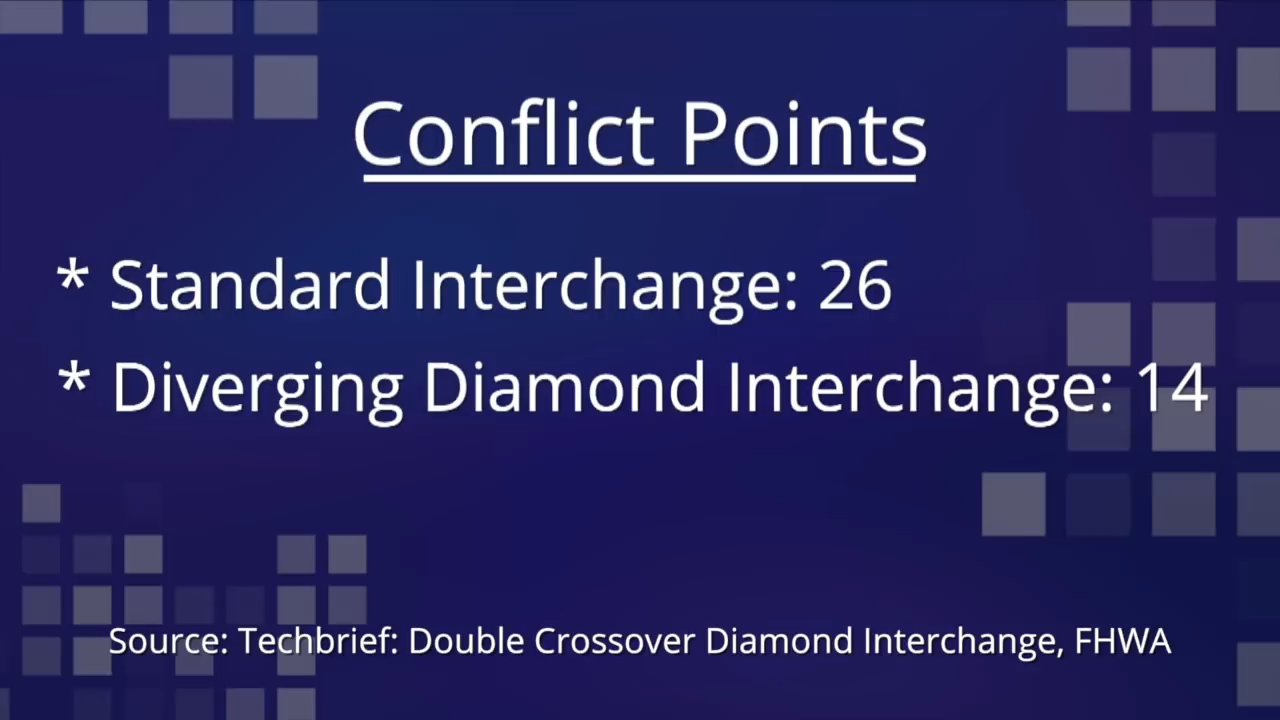 Conflict Points
* Standard Interchange: 26
* Diverging Diamond Interchange: 14
Source: Techbrief: Double Crossover Diamond Interchange, FHWA